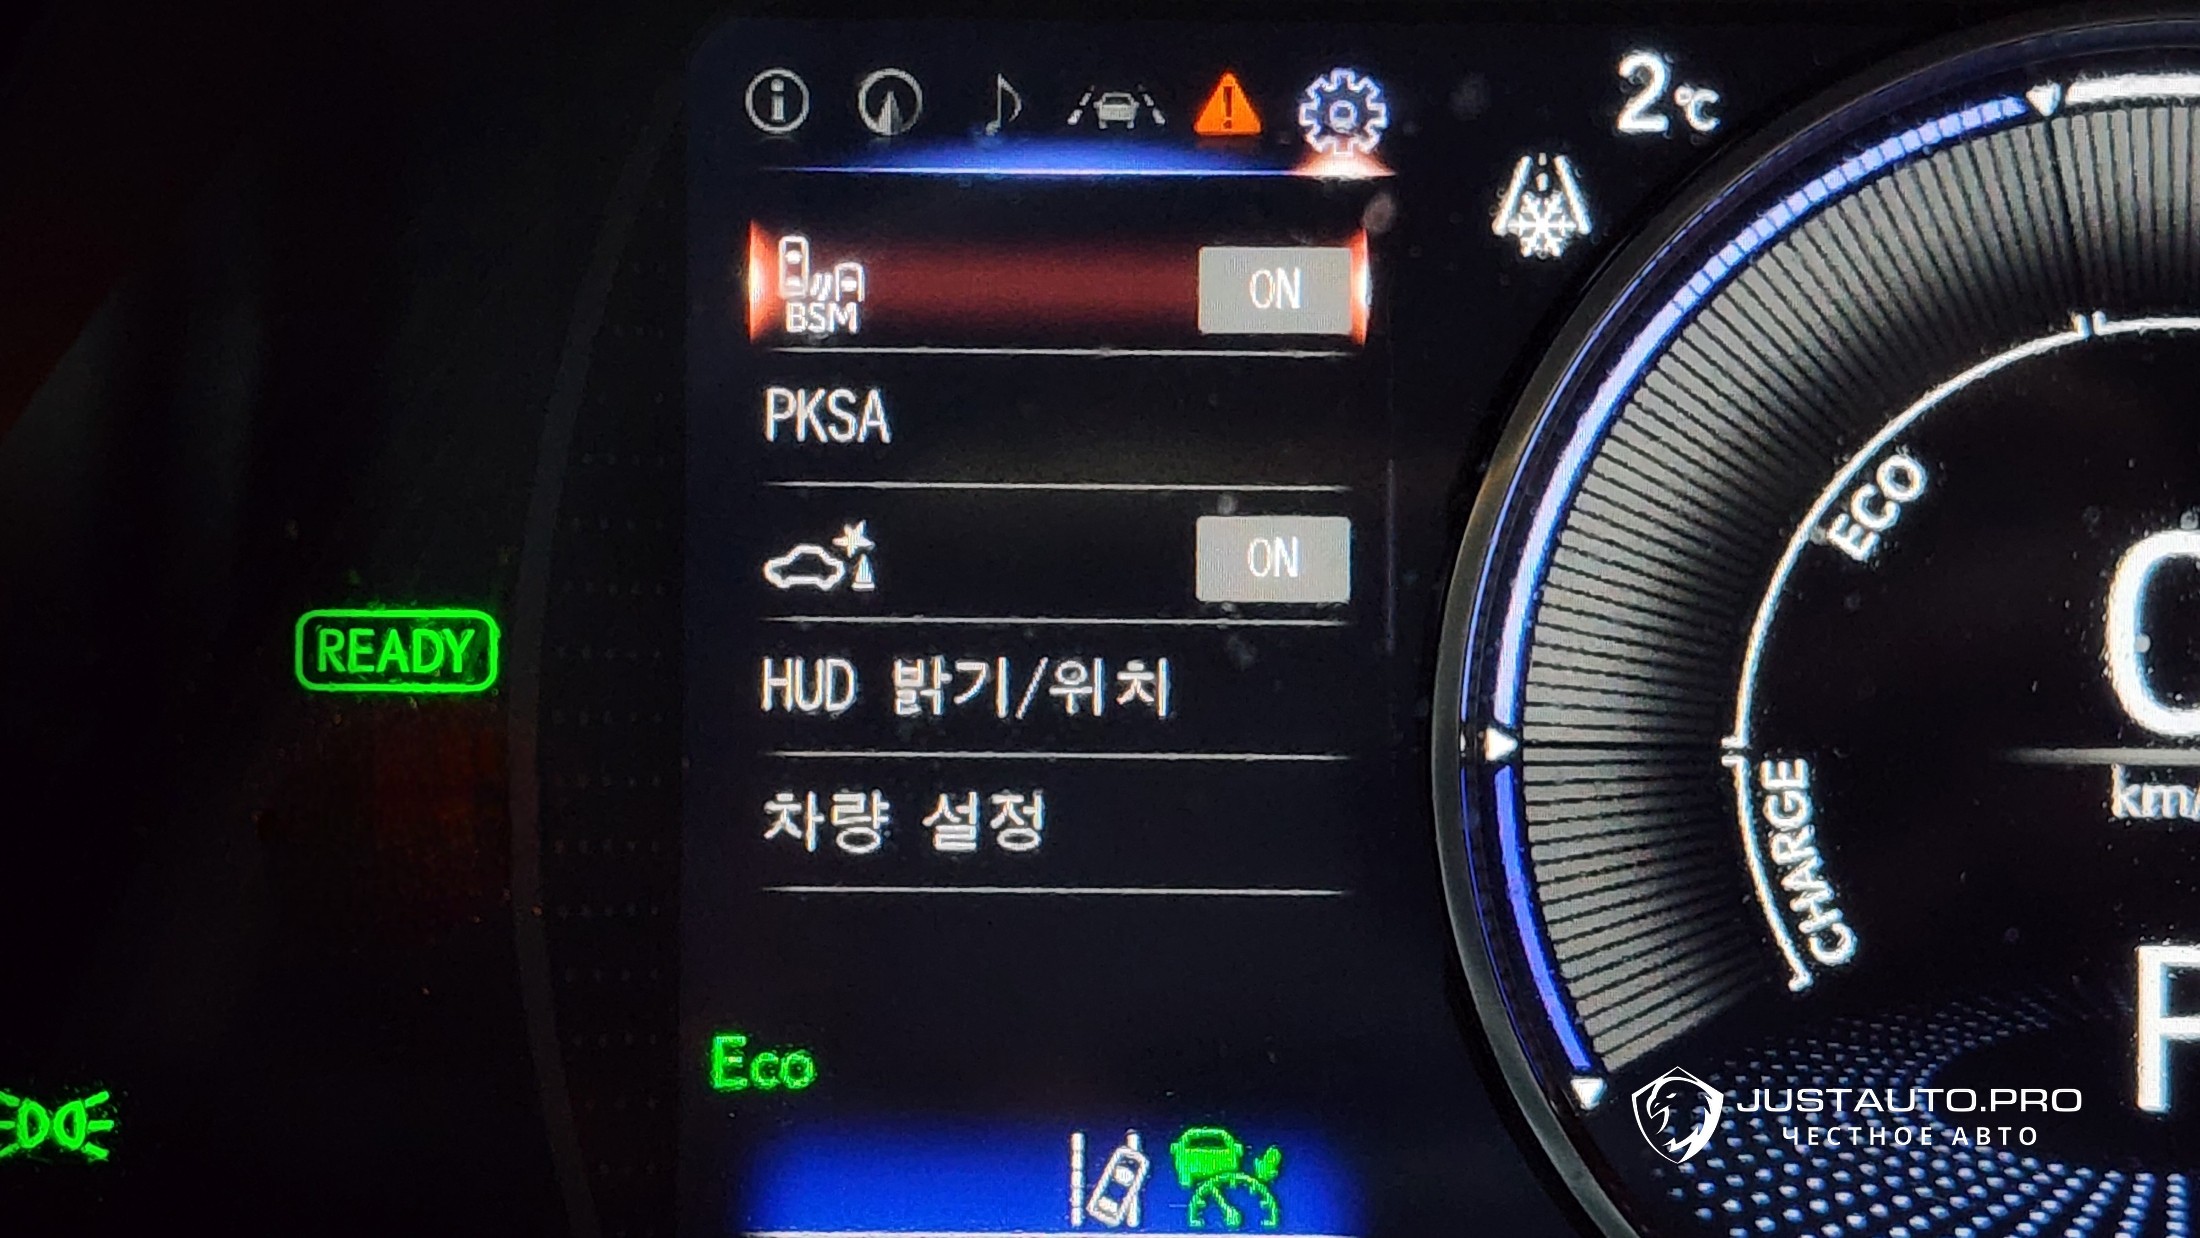 2°C
BSM
ON
PKSA
ON
HUD 밝기/위치
차량 설정
READY
Eco
ECO
CHARGE
0
km/
P
JUSTAUTO.PRO
ЧЕСТНОЕ АВТО